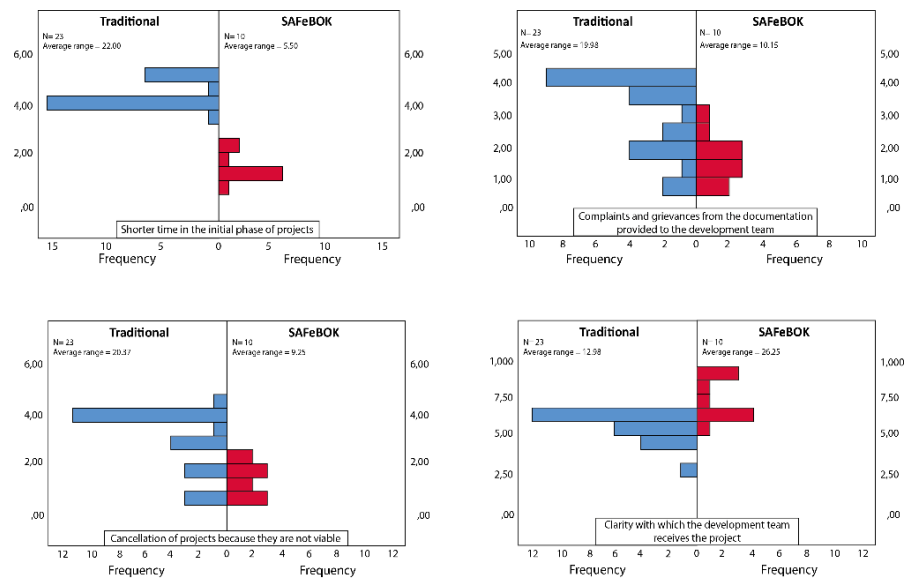 Traditional SAFeBOK
N= 23 N= 10
Average range = 22.00 Average range = 5.50
6,00 6,00
4,00 4,00
2,00 2,00
,00 ,00
Shorter time in the initial phase of projects
15 10 5 0 5 10 15
Frequency Frequency
Traditional SAFeBOK
N= 23 N= 10
Average range = 19.98 Average range = 10.15
5,00 5,00
4,00 4,00
3,00 3,00
2,00 2,00
1,00 1,00
,00 ,00
Complaints and grievances from the documentation
provided to the development team
10 8 6 4 2 0 2 4 6 8 10
Frequency Frequency
Traditional SAFeBOK
N= 23 N= 10
Average range = 20.37 Average range = 9.25
6,00 6,00
4,00 4,00
2,00 2,00
,00 ,00
Cancellation of projects because they are not viable
12 10 8 6 4 2 0 2 4 6 8 10 12
Frequency Frequency
Traditional SAFeBOK
N= 23 N= 10
Average range = 12.98 Average range = 26.25
1,000 1,000
7,50 7,50
5,00 5,00
2,50 2,50
,00 ,00
Clarity with which the development team
receives the project
12 10 8 6 4 2 0 2 4 6 8 10 12
Frequency Frequency